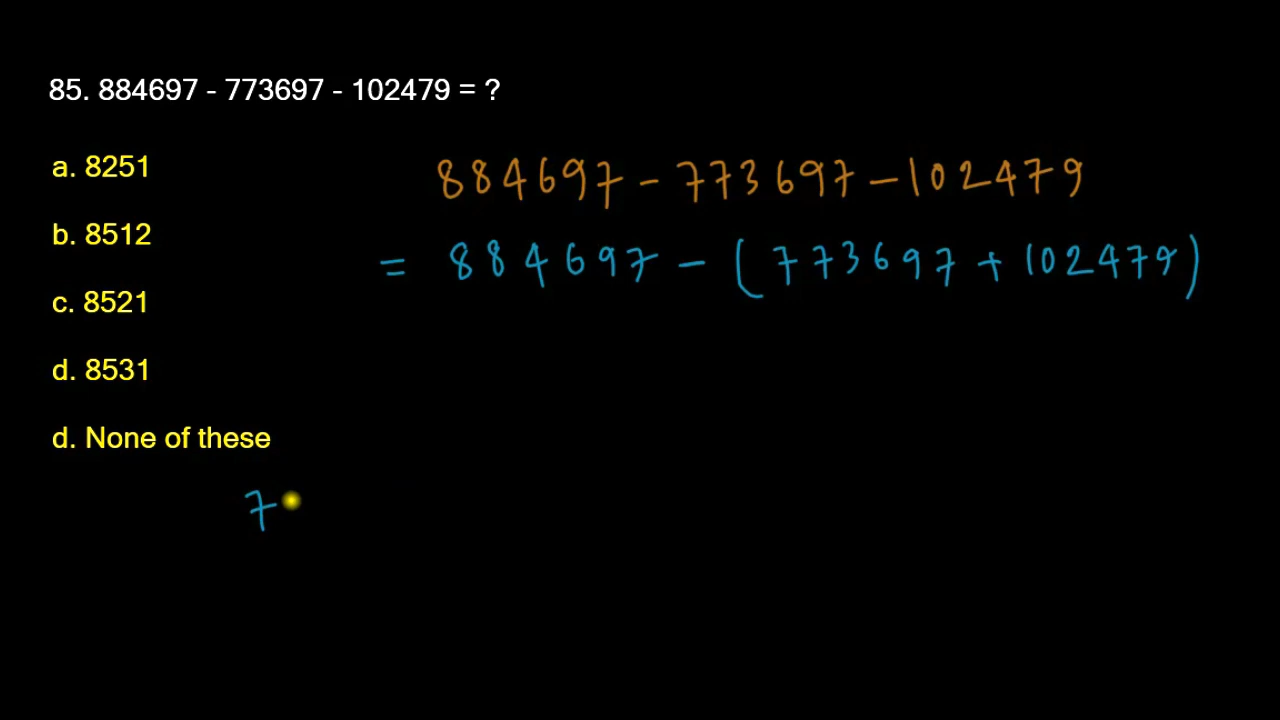 85. 884697 - 773697 - 102479 = ?
a. 8251
884697 - 773697 - 102479
b. 8512
= 884697 - (773697 + 102479)
c. 8521
d. 8531
d. None of these
7